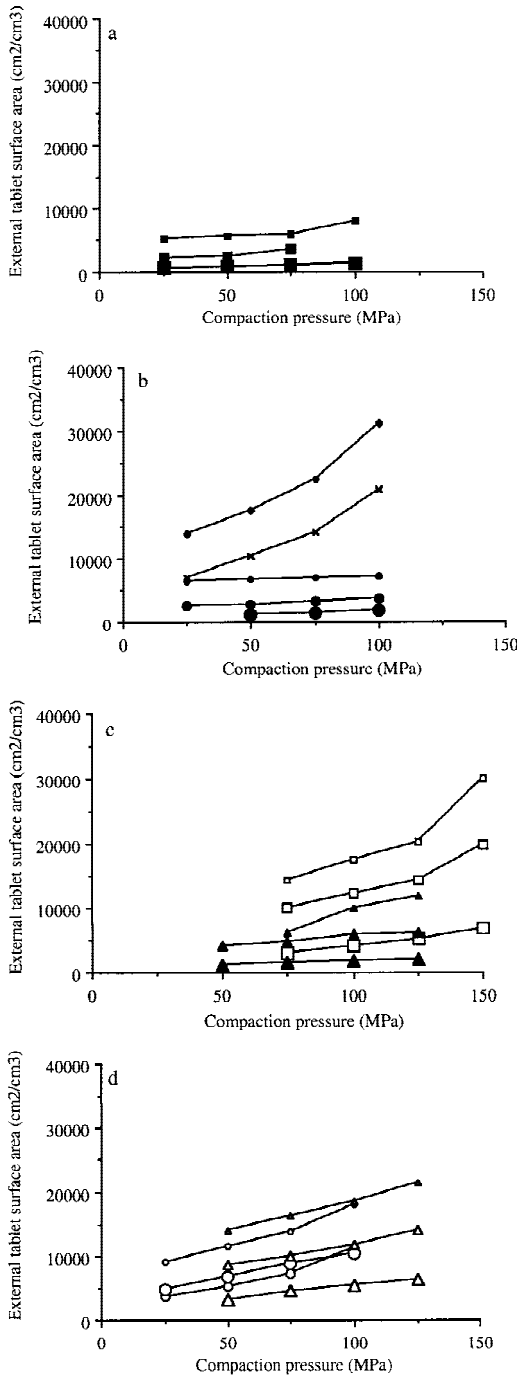 a
External tablet surface area (cm2/cm3)
40000
30000
20000
10000
0
0 50 100 150
Compaction pressure (MPa)
b
External tablet surface area (cm2/cm3)
40000
30000
20000
10000
0
0 50 100 150
Compaction pressure (MPa)
c
External tablet surface area (cm2/cm3)
40000
30000
20000
10000
0
0 50 100 150
Compaction pressure (MPa)
d
External tablet surface area (cm2/cm3)
40000
30000
20000
10000
0
0 50 100 150
Compaction pressure (MPa)